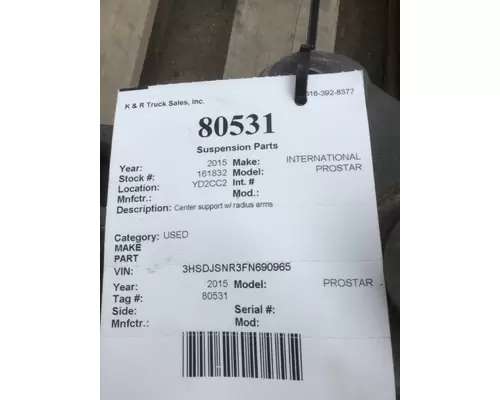 K & R Truck Sales, Inc. 616-392-8377
80531
Suspension Parts
Year: 2015 Make: INTERNATIONAL
Stock #: 161832 Model: PROSTAR
Location: YD2CC2 Int. #
Mnfctr.: Mod.:
Description: Center support w/ radius arms
Category: USED
MAKE
PART
VIN: 3HSDJSNR3FN690965
Year: 2015 Model: PROSTAR
Tag #: 80531
Side: Serial #:
Mnfctr.: Mod: